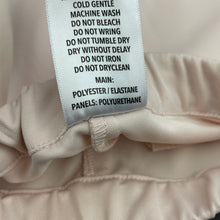 COLD GENTLE
MACHINE WASH
DO NOT BLEACH
DO NOT WRING
DO NOT TUMBLE DRY
DRY WITHOUT DELAY
DO NOT IRON
DO NOT DRYCLEAN
MAIN:
POLYESTER / ELASTANE
PANELS: POLYURETHANE